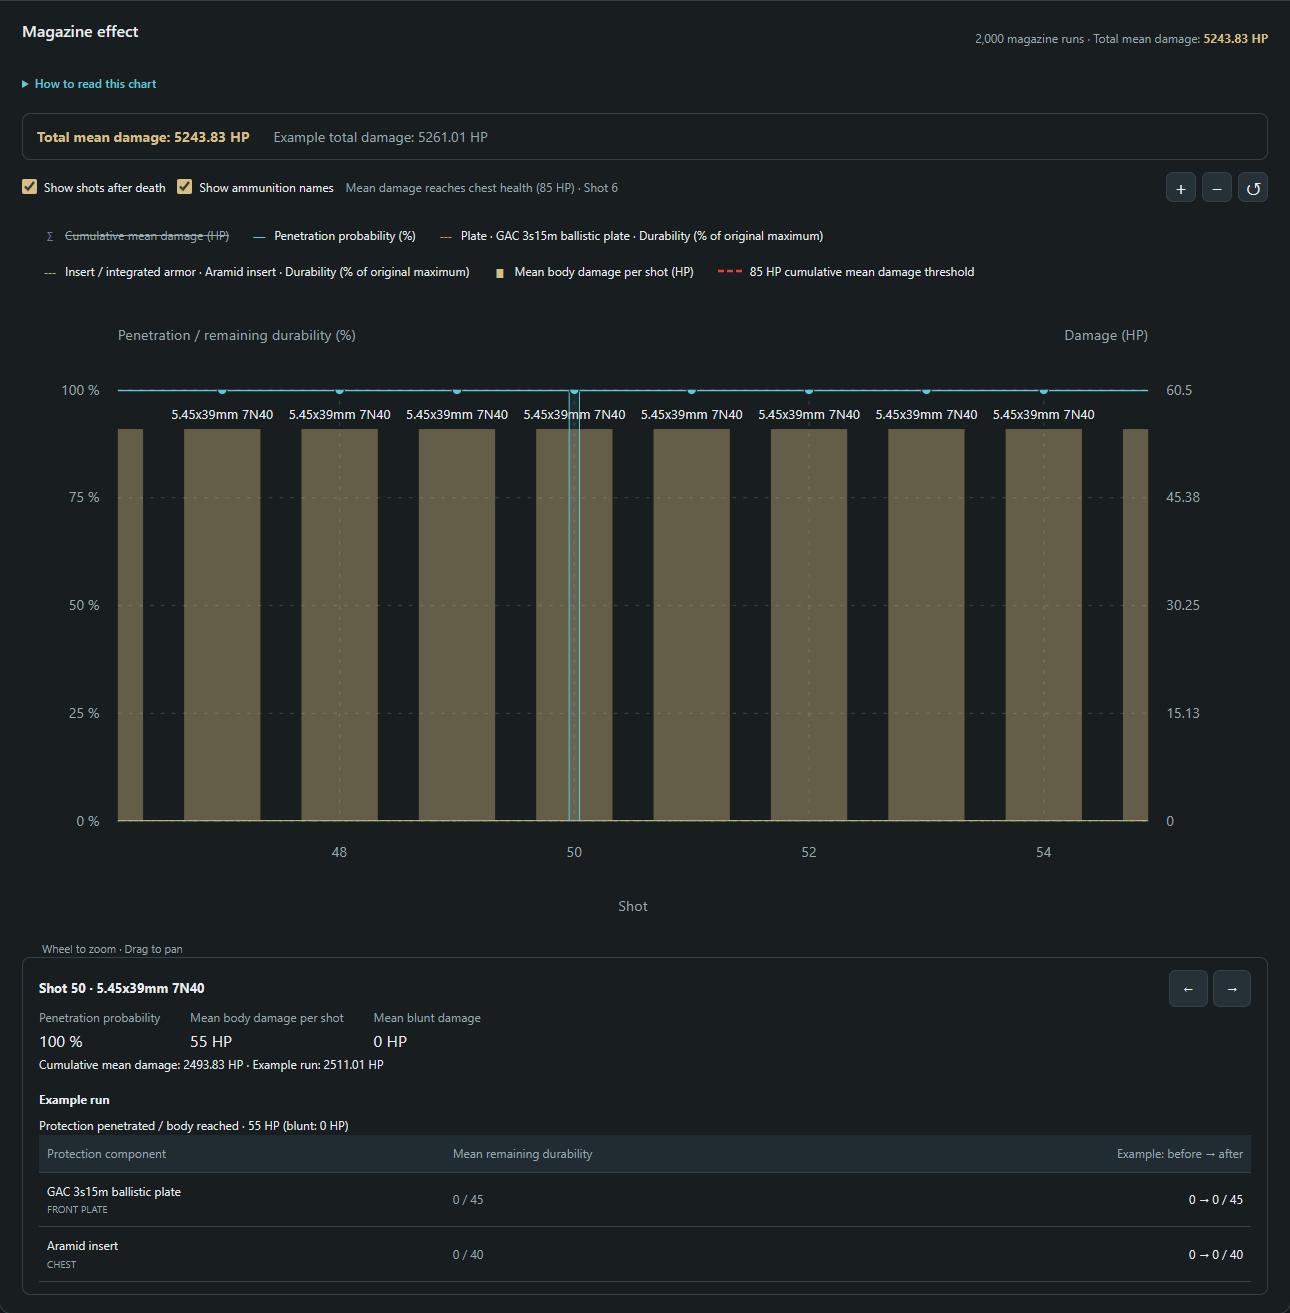 Magazine effect
2,000 magazine runs · Total mean damage: 5243.83 HP
▶ How to read this chart
Total mean damage: 5243.83 HP Example total damage: 5261.01 HP
Show shots after death Show ammunition names Mean damage reaches chest health (85 HP) · Shot 6
+ − ↺
Σ Cumulative mean damage (HP) — Penetration probability (%) --- Plate · GAC 3s15m ballistic plate · Durability (% of original maximum)
--- Insert / integrated armor · Aramid insert · Durability (% of original maximum) Mean body damage per shot (HP) 85 HP cumulative mean damage threshold
Penetration / remaining durability (%) Damage (HP)
100 % 60.5
5.45x39mm 7N40 5.45x39mm 7N40 5.45x39mm 7N40 5.45x39mm 7N40 5.45x39mm 7N40 5.45x39mm 7N40 5.45x39mm 7N40 5.45x39mm 7N40
75 % 45.38
50 % 30.25
25 % 15.13
0 % 0
48 50 52 54
Shot
Wheel to zoom · Drag to pan
Shot 50 · 5.45x39mm 7N40 ← →
Penetration probability Mean body damage per shot Mean blunt damage
100 % 55 HP 0 HP
Cumulative mean damage: 2493.83 HP · Example run: 2511.01 HP
Example run
Protection penetrated / body reached · 55 HP (blunt: 0 HP)
Protection component Mean remaining durability Example: before → after
GAC 3s15m ballistic plate
FRONT PLATE
0 / 45 0 → 0 / 45
Aramid insert
CHEST
0 / 40 0 → 0 / 40